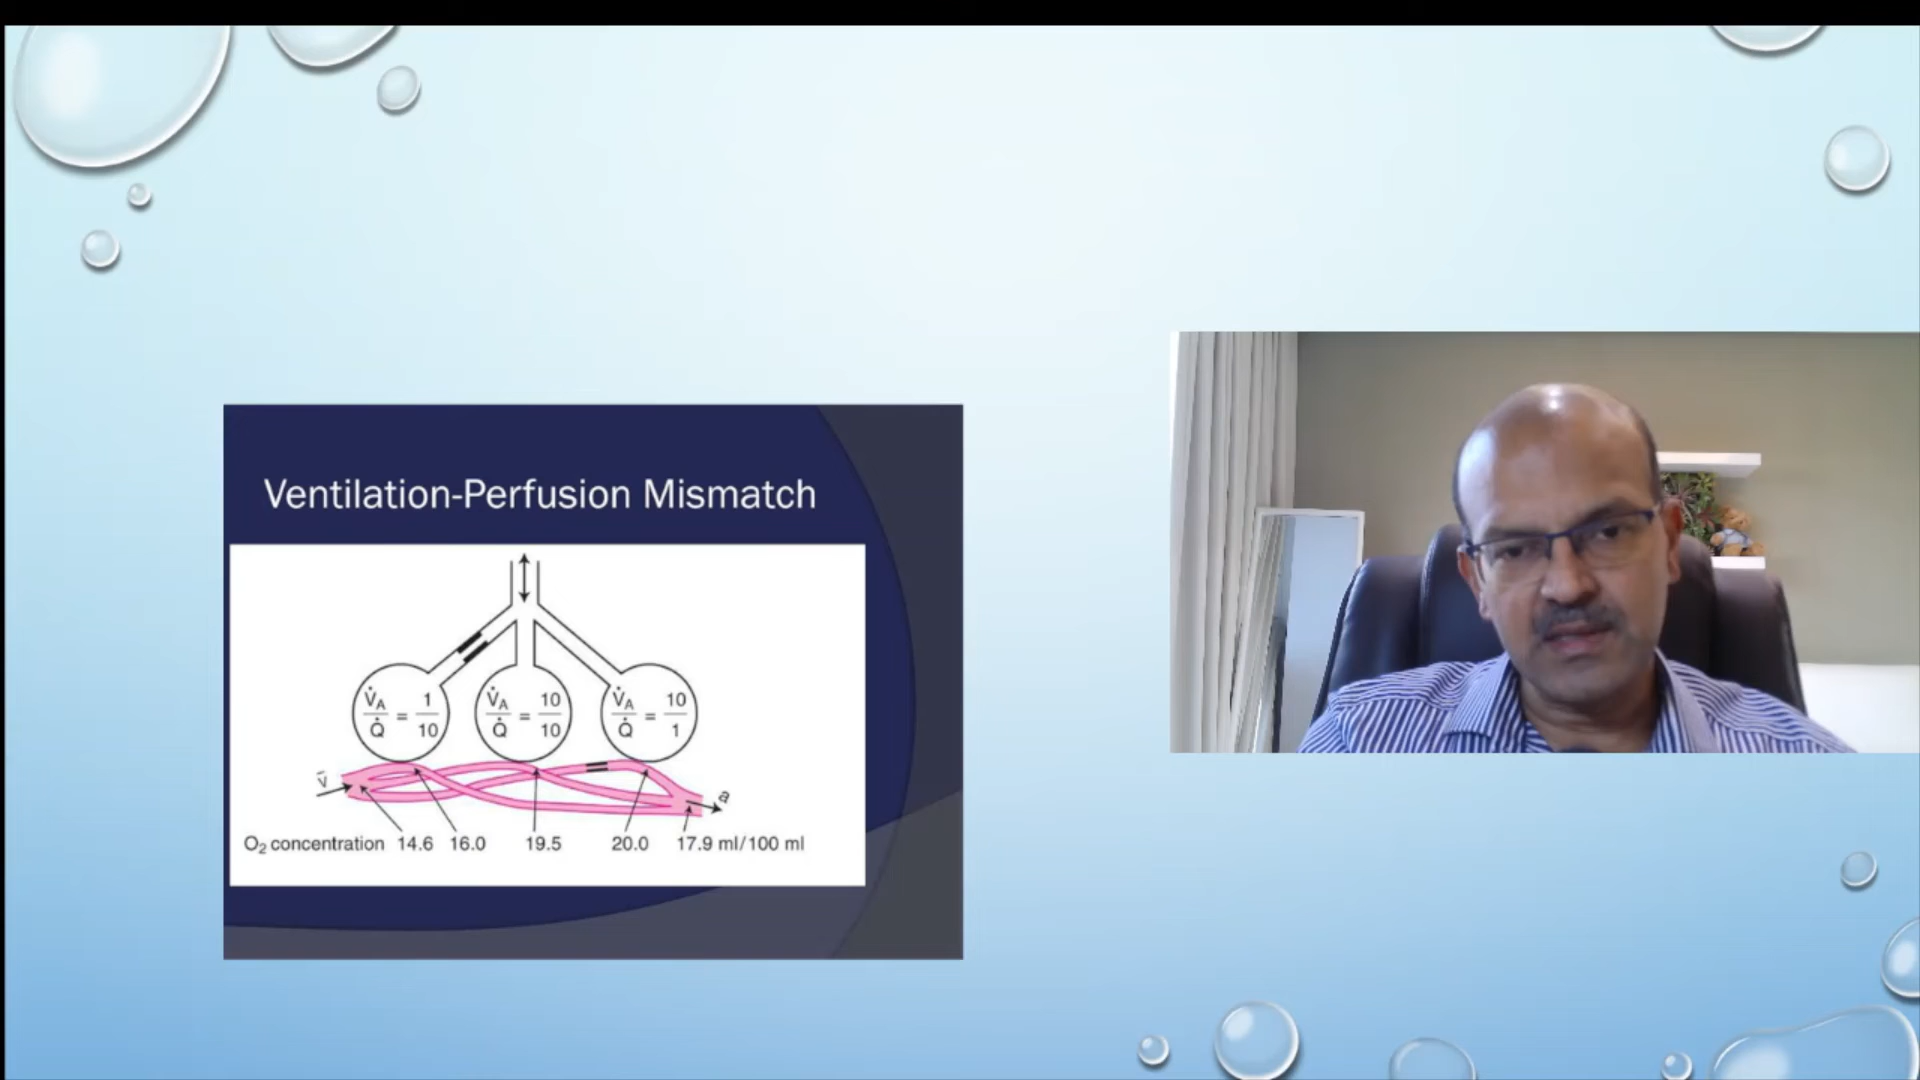 Ventilation-Perfusion Mismatch
V̇A/Q̇ = 1/10
V̇A/Q̇ = 10/10
V̇A/Q̇ = 10/1
v̄
a
O2 concentration 14.6 16.0 19.5 20.0 17.9 ml/100 ml